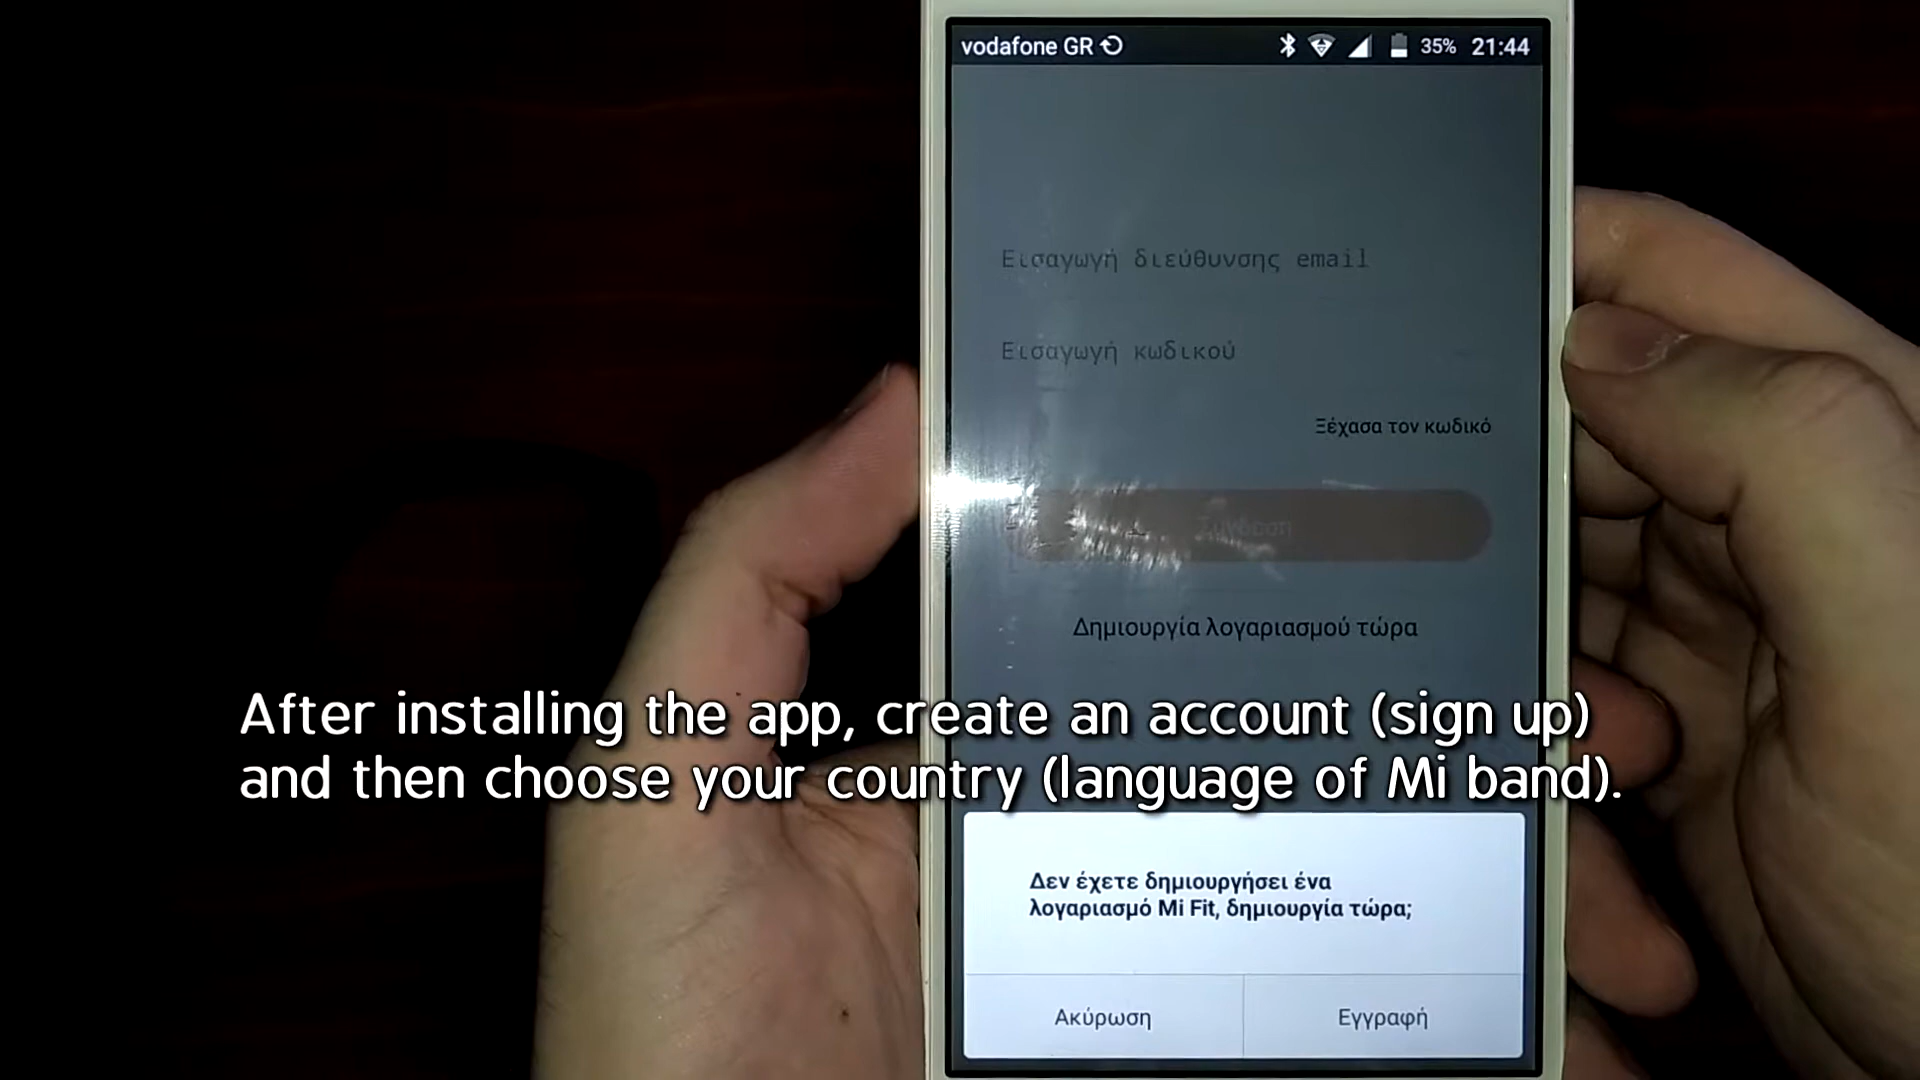 vodafone GR 35% 21:44
Εισαγωγή διεύθυνσης email
Εισαγωγή κωδικού
Ξέχασα τον κωδικό
Σύνδεση
Δημιουργία λογαριασμού τώρα
After installing the app, create an account (sign up)
and then choose your country (language of Mi band).
Δεν έχετε δημιουργήσει ένα
λογαριασμό Mi Fit, δημιουργία τώρα;
Ακύρωση Εγγραφή